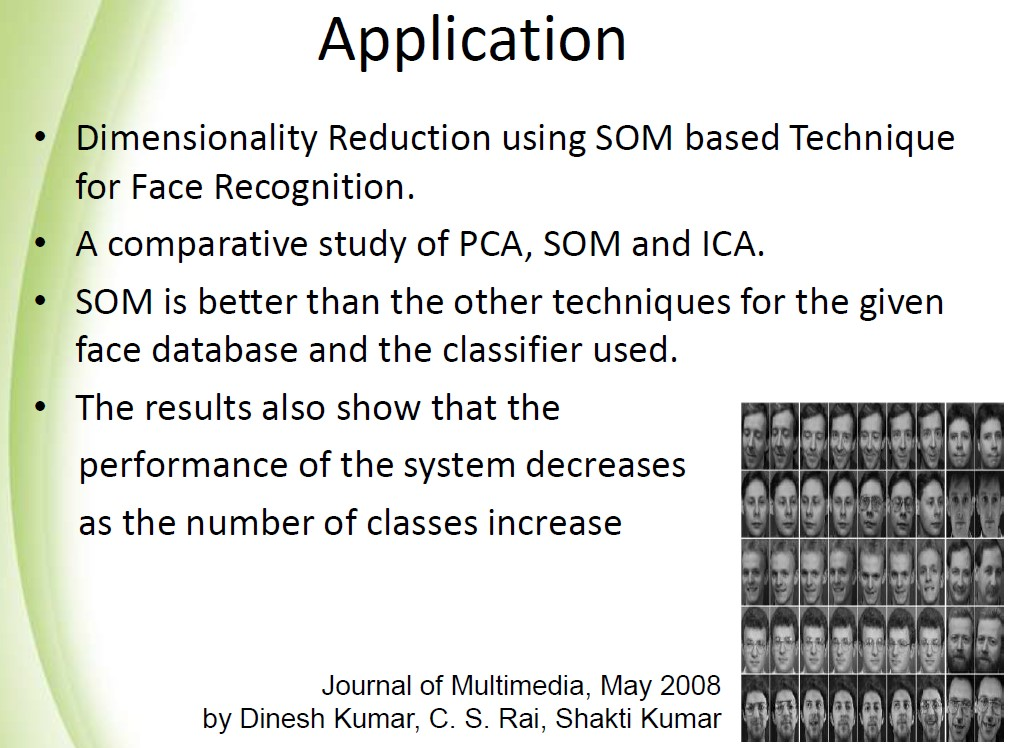 Application
• Dimensionality Reduction using SOM based Technique
for Face Recognition.
• A comparative study of PCA, SOM and ICA.
• SOM is better than the other techniques for the given
face database and the classifier used.
• The results also show that the
performance of the system decreases
as the number of classes increase
Journal of Multimedia, May 2008
by Dinesh Kumar, C. S. Rai, Shakti Kumar